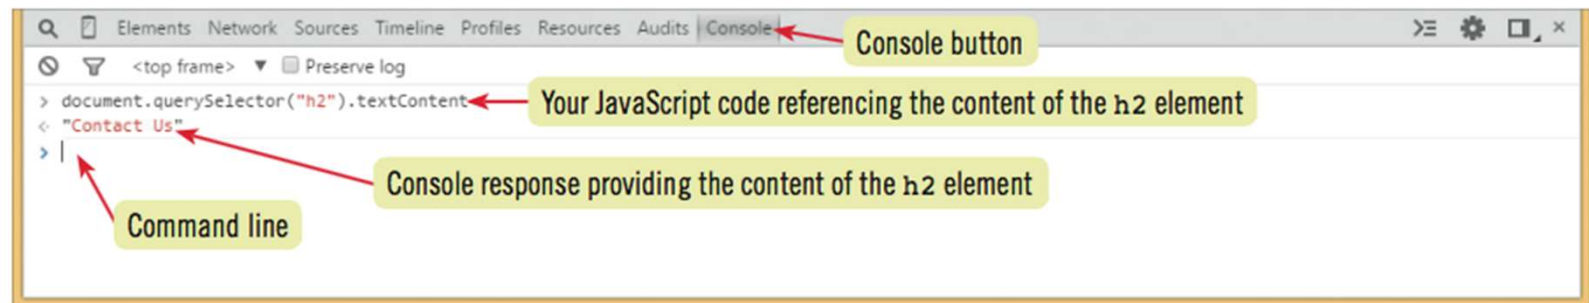 Elements Network Sources Timeline Profiles Resources Audits Console
Console button
<top frame> ▼ Preserve log
> document.querySelector("h2").textContent
Your JavaScript code referencing the content of the h2 element
< "Contact Us"
>
Console response providing the content of the h2 element
Command line